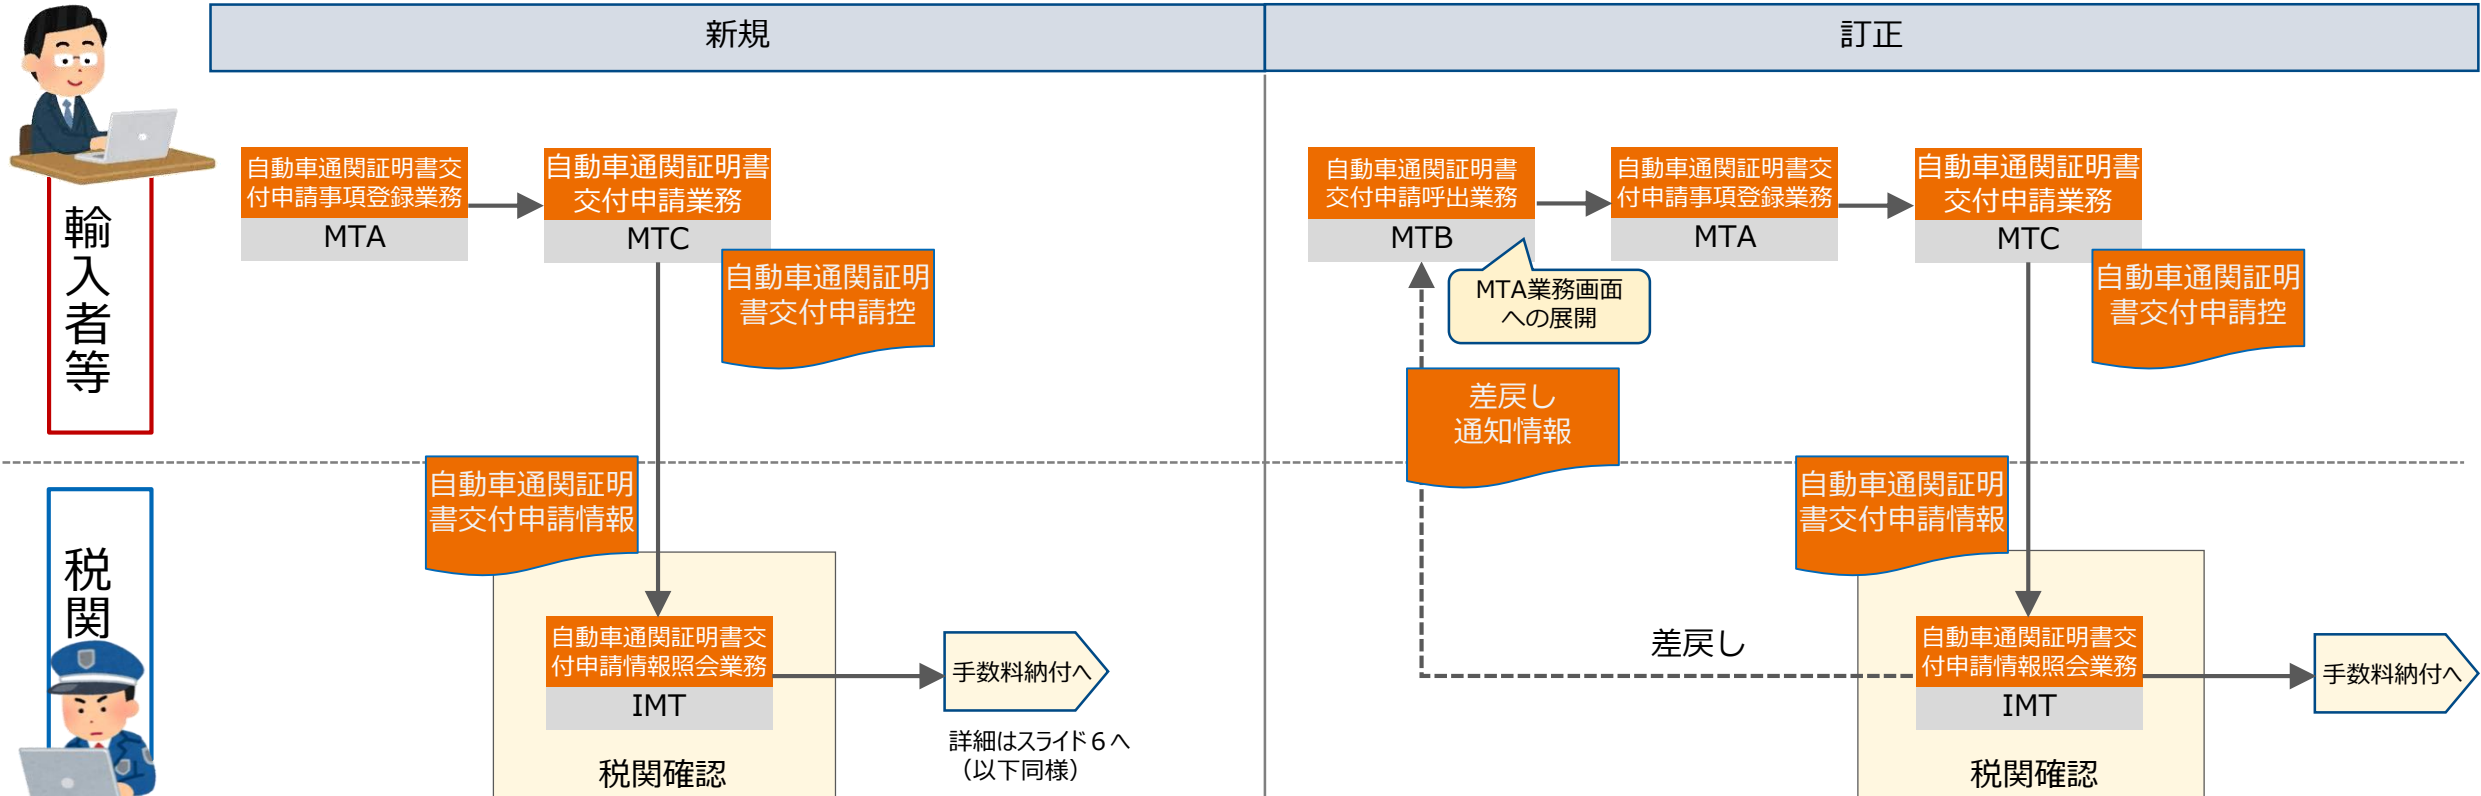 新規
訂正
輸入者等
自動車通関証明書交
付申請事項登録業務
MTA
自動車通関証明書
交付申請業務
MTC
自動車通関証明
書交付申請控
自動車通関証明書
交付申請呼出業務
MTB
MTA業務画面
への展開
自動車通関証明書交
付申請事項登録業務
MTA
自動車通関証明書
交付申請業務
MTC
自動車通関証明
書交付申請控
差戻し
通知情報
税関
自動車通関証明
書交付申請情報
自動車通関証明書交
付申請情報照会業務
IMT
税関確認
手数料納付へ
詳細はスライド6へ
（以下同様）
差戻し
自動車通関証明
書交付申請情報
自動車通関証明書交
付申請情報照会業務
IMT
税関確認
手数料納付へ